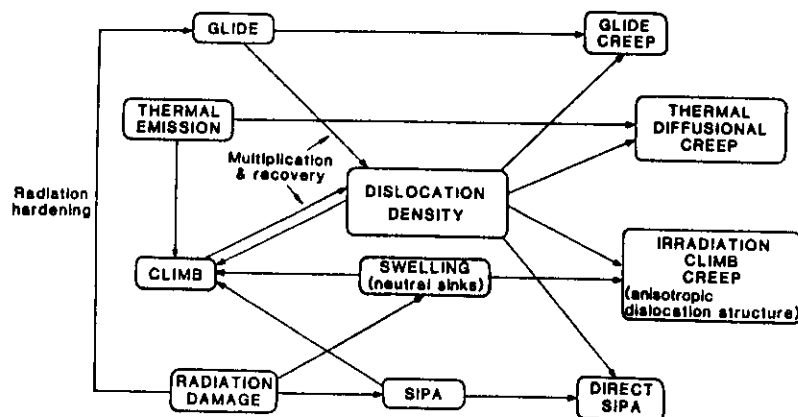 GLIDE
GLIDE
CREEP
THERMAL
EMISSION
THERMAL
DIFFUSIONAL
CREEP
Multiplication
& recovery
Radiation
hardening
DISLOCATION
DENSITY
IRRADIATION
CLIMB
CREEP
(anisotropic
dislocation structure)
CLIMB
SWELLING
(neutral sinks)
RADIATION
DAMAGE
SIPA
DIRECT
SIPA